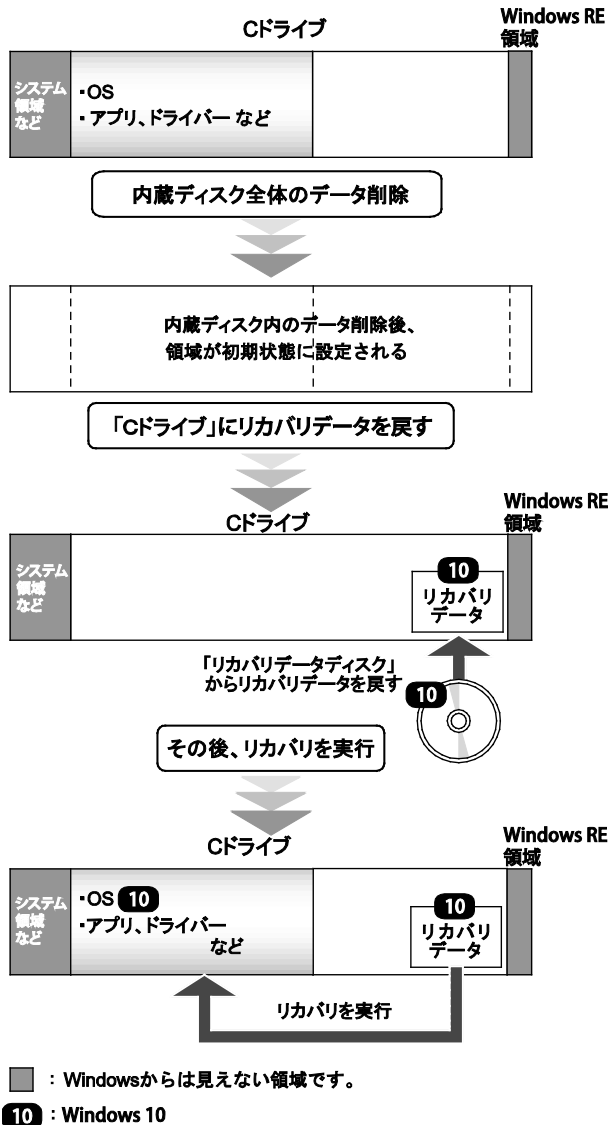 Cドライブ
Windows RE
領域
システム
領域
など
・OS
・アプリ、ドライバー など
内蔵ディスク全体のデータ削除
内蔵ディスク内のデータ削除後、
領域が初期状態に設定される
「Cドライブ」にリカバリデータを戻す
Cドライブ
Windows RE
領域
システム
領域
など
10
リカバリ
データ
「リカバリデータディスク」
からリカバリデータを戻す
10
その後、リカバリを実行
Cドライブ
Windows RE
領域
システム
領域
など
・OS 10
・アプリ、ドライバー
など
10
リカバリ
データ
リカバリを実行
：Windowsからは見えない領域です。
10：Windows 10